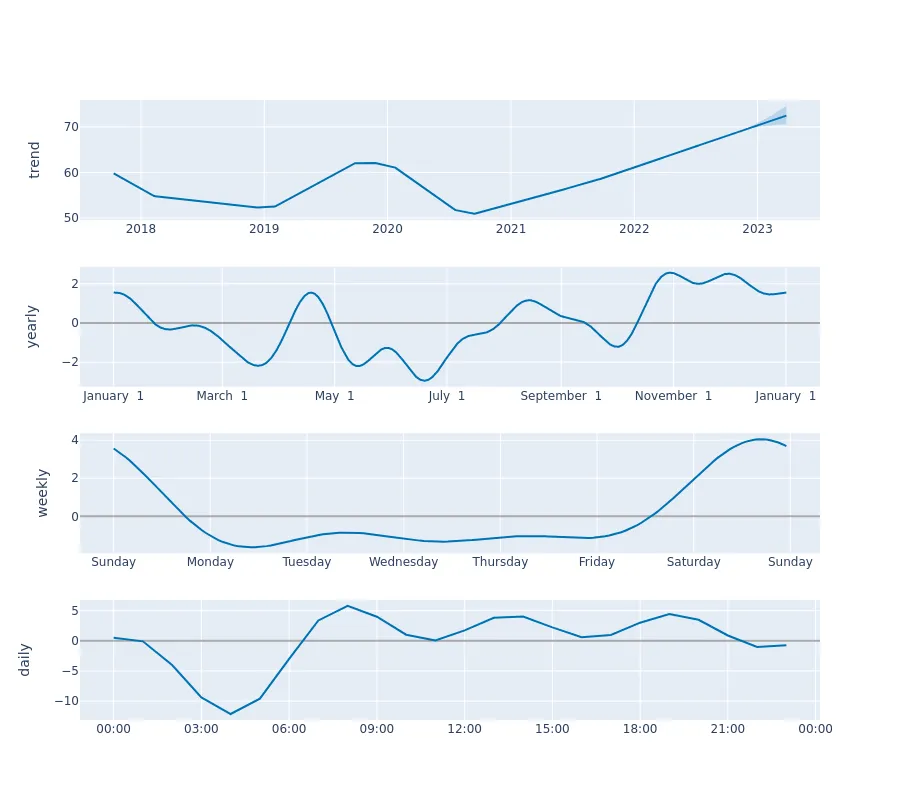 trend
70
60
50
2018 2019 2020 2021 2022 2023
yearly
2
0
−2
January 1 March 1 May 1 July 1 September 1 November 1 January 1
weekly
4
2
0
Sunday Monday Tuesday Wednesday Thursday Friday Saturday Sunday
daily
5
0
−5
−10
00:00 03:00 06:00 09:00 12:00 15:00 18:00 21:00 00:00